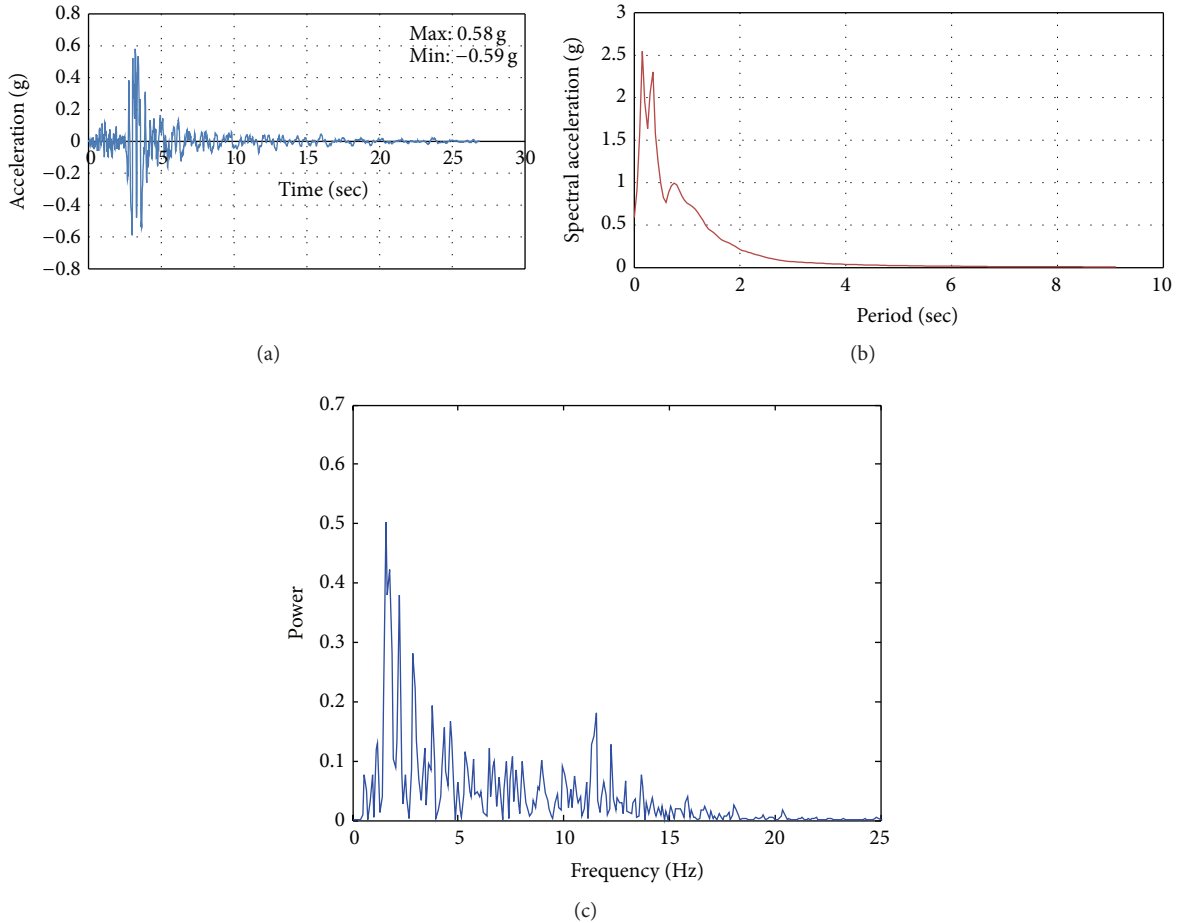 0.8
0.6
0.4
0.2
0
−0.2
−0.4
−0.6
−0.8
Acceleration (g)
Max: 0.58 g
Min: −0.59 g
0 5 10 15 20 25 30
Time (sec)
(a)
3
2.5
2
1.5
1
0.5
0
Spectral acceleration (g)
0 2 4 6 8 10
Period (sec)
(b)
0.7
0.6
0.5
0.4
0.3
0.2
0.1
0
Power
0 5 10 15 20 25
Frequency (Hz)
(c)